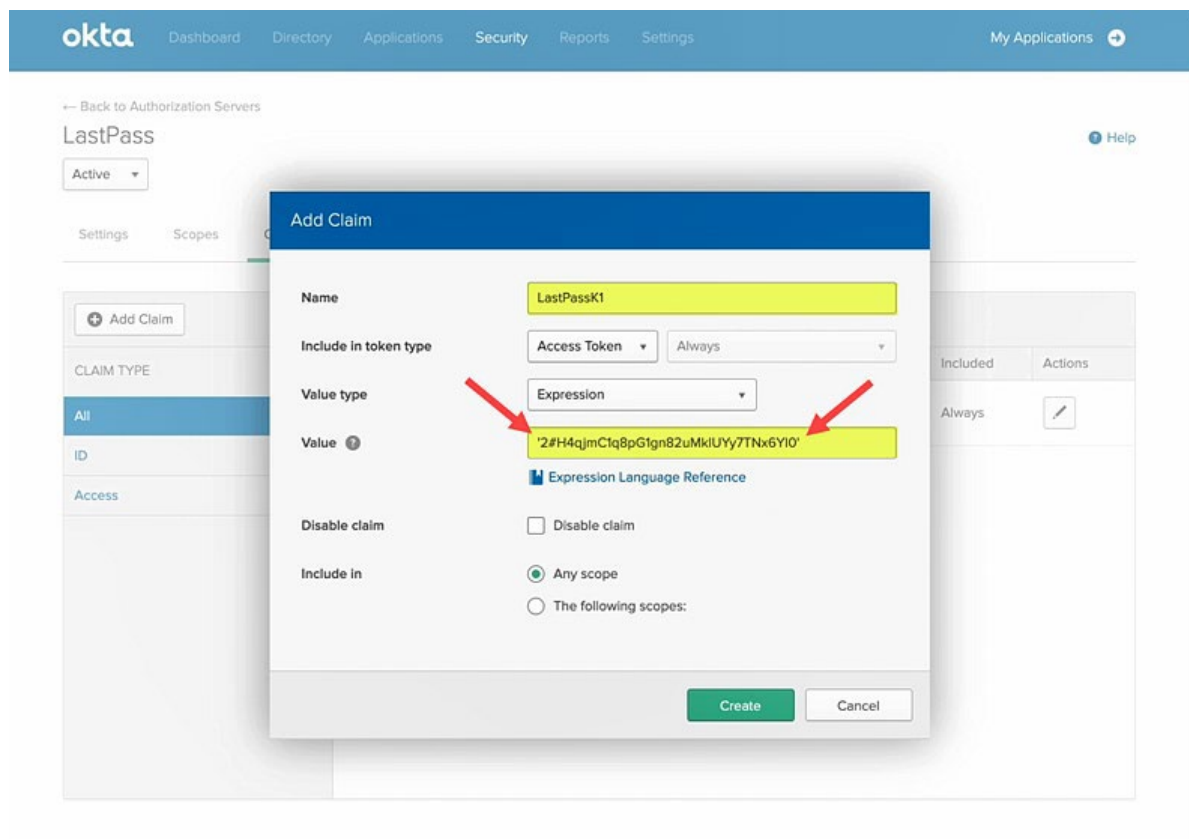 okta Dashboard Directory Applications Security Reports Settings My Applications
← Back to Authorization Servers
LastPass
Help
Active
Settings Scopes
Add Claim
Name LastPassK1
Include in token type Access Token Always
Value type Expression
Value '2#H4qjmC1q8pG1gn82uMklUYy7TNx6Yl0'
Expression Language Reference
Disable claim Disable claim
Include in Any scope
The following scopes:
Create Cancel
Add Claim
CLAIM TYPE
All
ID
Access
Included Actions
Always